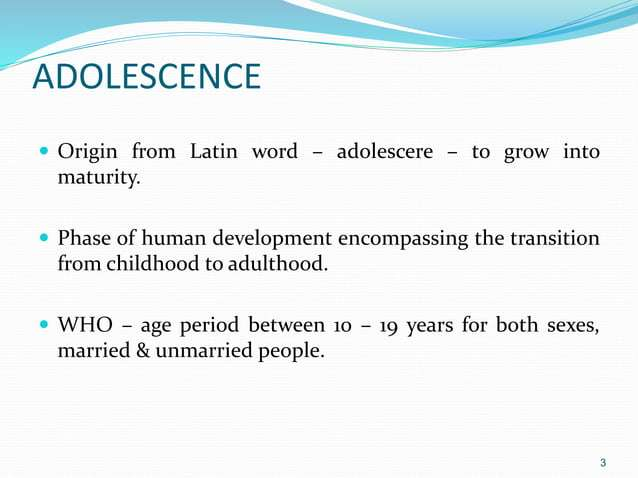 ADOLESCENCE
• Origin from Latin word – adolescere – to grow into
maturity.
• Phase of human development encompassing the transition
from childhood to adulthood.
• WHO – age period between 10 – 19 years for both sexes,
married & unmarried people.
3